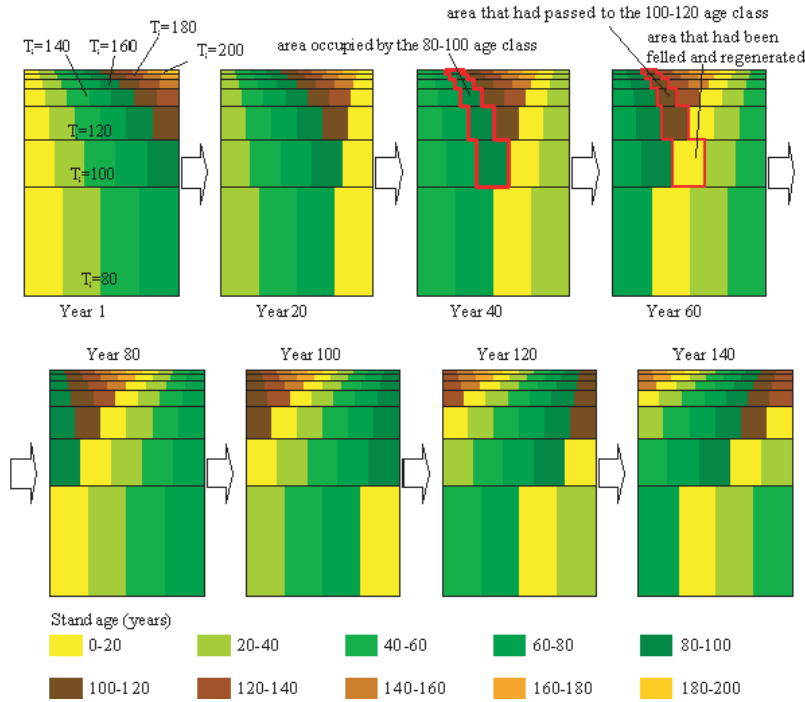 area that had passed to the 100-120 age class
area occupied by the 80-100 age class
area that had been
felled and regenerated
Tᵢ=140
Tᵢ=160
Tᵢ=180
Tᵢ=200
Tᵢ=120
Tᵢ=100
Tᵢ=80
Year 1
Year20
Year 40
Year 60
Year 80
Year 100
Year 120
Year 140
Stand age (years)
0-20
20-40
40-60
60-80
80-100
100-120
120-140
140-160
160-180
180-200